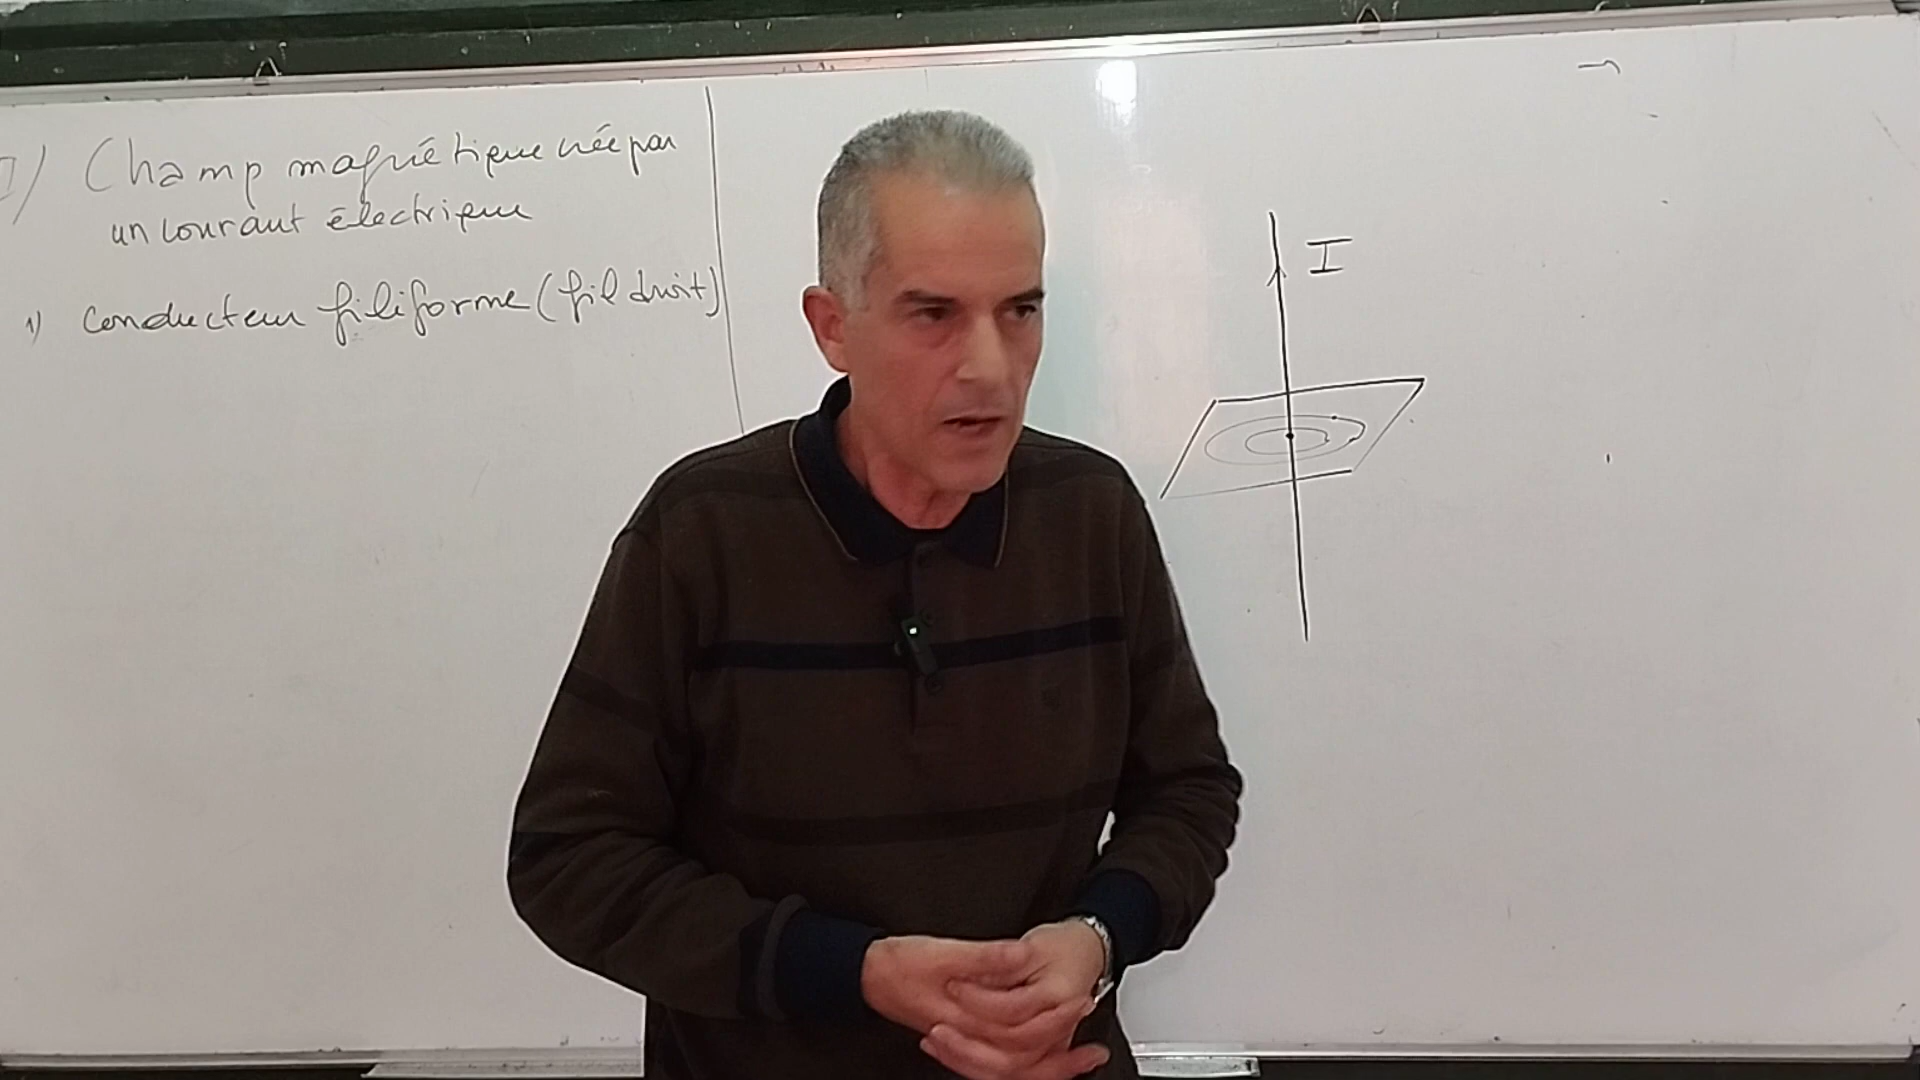 I) Champ magnétique créé par
un courant électrique
1) Conducteur filiforme (fil droit)
I